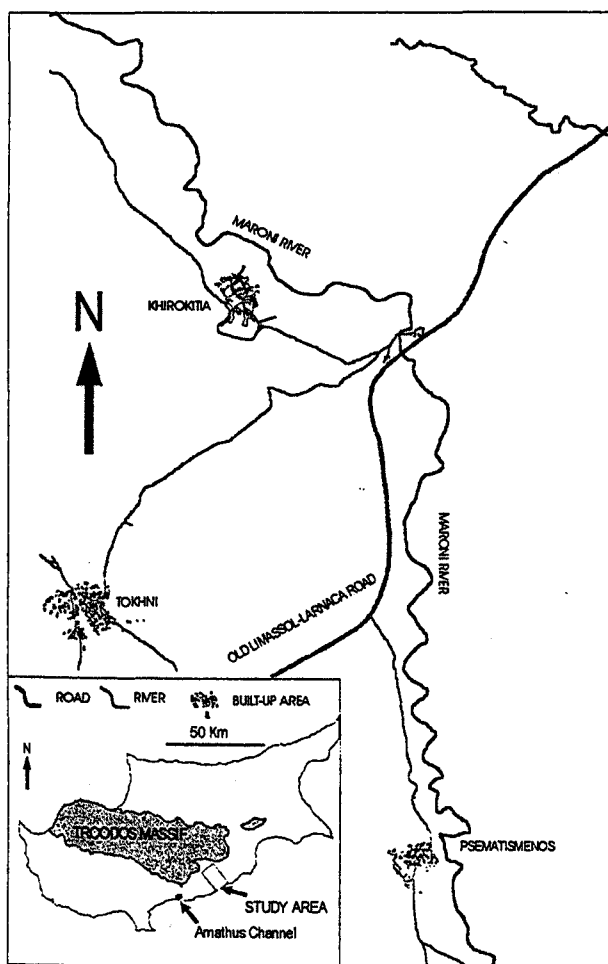 MARONI RIVER
KHIROKITIA
N
MARONI RIVER
OLD LIMASSOL-LARNACA ROAD
TOKHNI
PSEMATISMENOS
ROAD
RIVER
BUILT-UP AREA
50 Km
N
TROODOS MASSIF
STUDY AREA
Amathus Channel